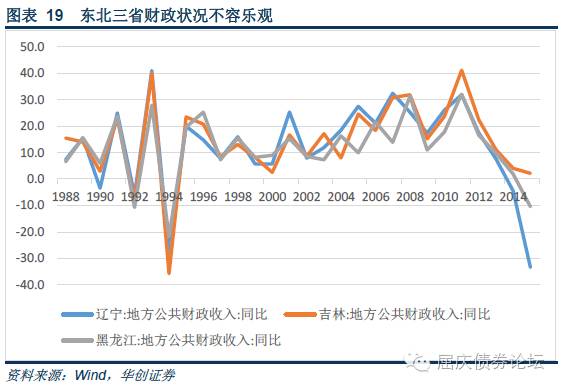 图表 19 东北三省财政状况不容乐观
50.0
40.0
30.0
20.0
10.0
0.0
-10.0
-20.0
-30.0
-40.0
1988 1990 1992 1994 1996 1998 2000 2002 2004 2006 2008 2010 2012 2014
辽宁:地方公共财政收入:同比
吉林:地方公共财政收入:同比
黑龙江:地方公共财政收入:同比
资料来源：Wind，华创证券
屈庆债券论坛